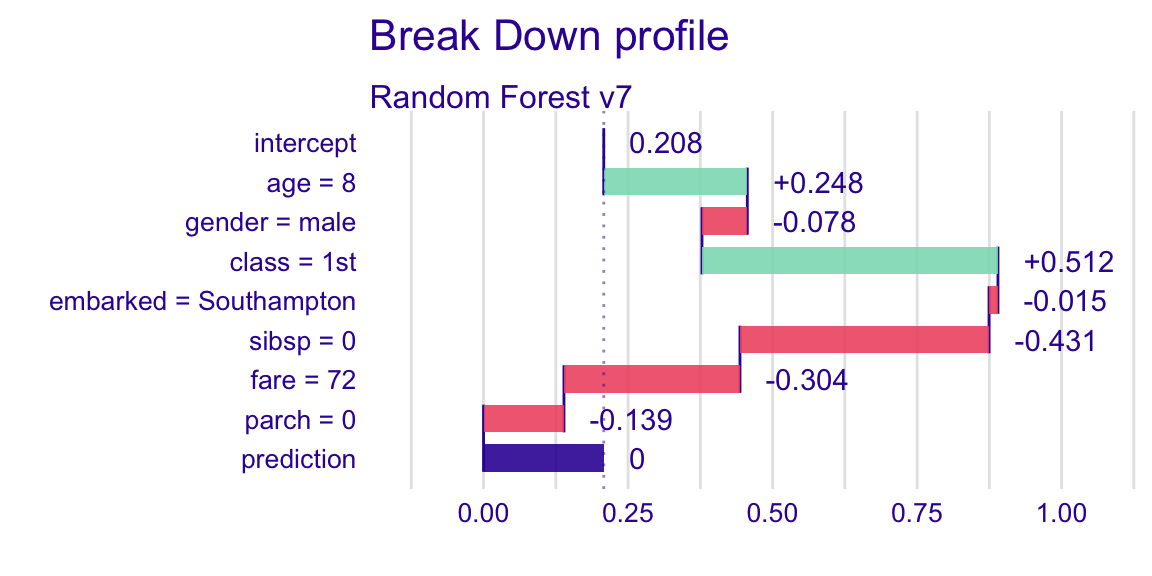 Break Down profile
Random Forest v7
intercept 0.208
age = 8 +0.248
gender = male -0.078
class = 1st +0.512
embarked = Southampton -0.015
sibsp = 0 -0.431
fare = 72 -0.304
parch = 0 -0.139
prediction 0
0.00 0.25 0.50 0.75 1.00